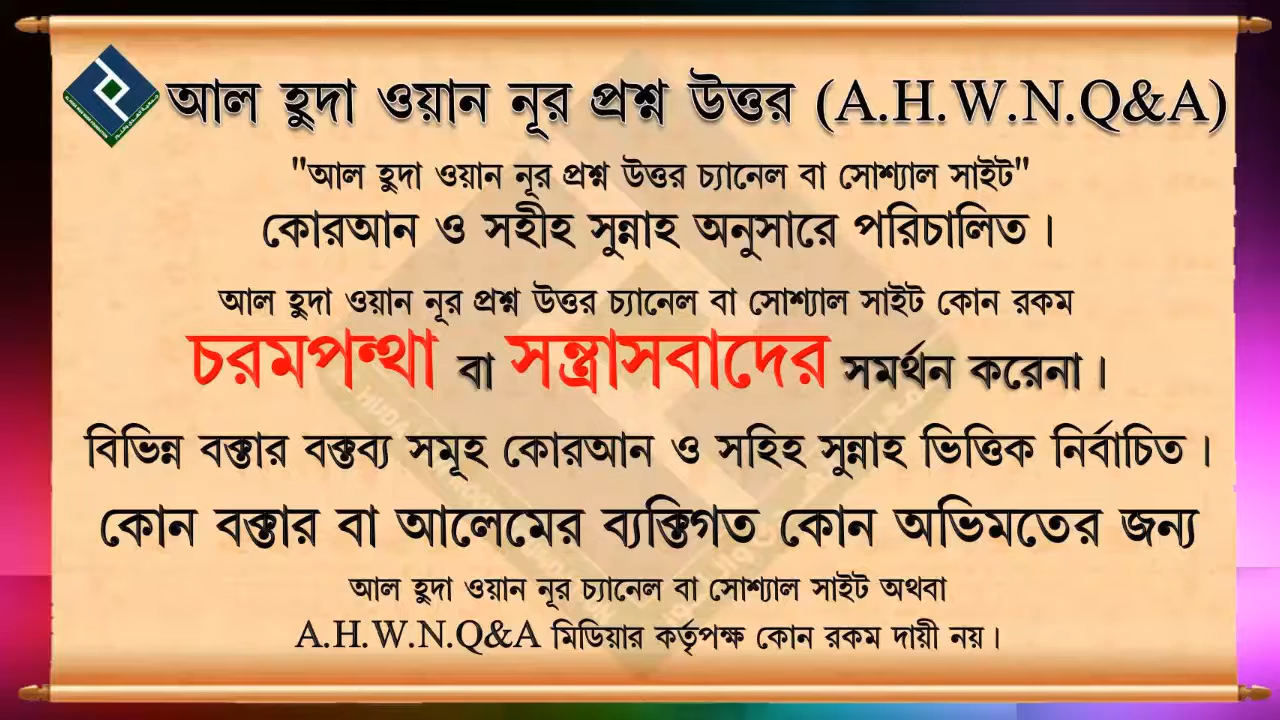 আল হুদা ওয়ান নূর প্রশ্ন উত্তর (A.H.W.N.Q&A)
"আল হুদা ওয়ান নূর প্রশ্ন উত্তর চ্যানেল বা সোশ্যাল সাইট"
কোরআন ও সহীহ সুন্নাহ অনুসারে পরিচালিত।
আল হুদা ওয়ান নূর প্রশ্ন উত্তর চ্যানেল বা সোশ্যাল সাইট কোন রকম
চরমপন্থা বা সন্ত্রাসবাদের সমর্থন করেনা।
বিভিন্ন বক্তার বক্তব্য সমূহ কোরআন ও সহিহ সুন্নাহ ভিত্তিক নির্বাচিত।
কোন বক্তার বা আলেমের ব্যক্তিগত কোন অভিমতের জন্য
আল হুদা ওয়ান নূর চ্যানেল বা সোশ্যাল সাইট অথবা
A.H.W.N.Q&A মিডিয়ার কর্তৃপক্ষ কোন রকম দায়ী নয়।